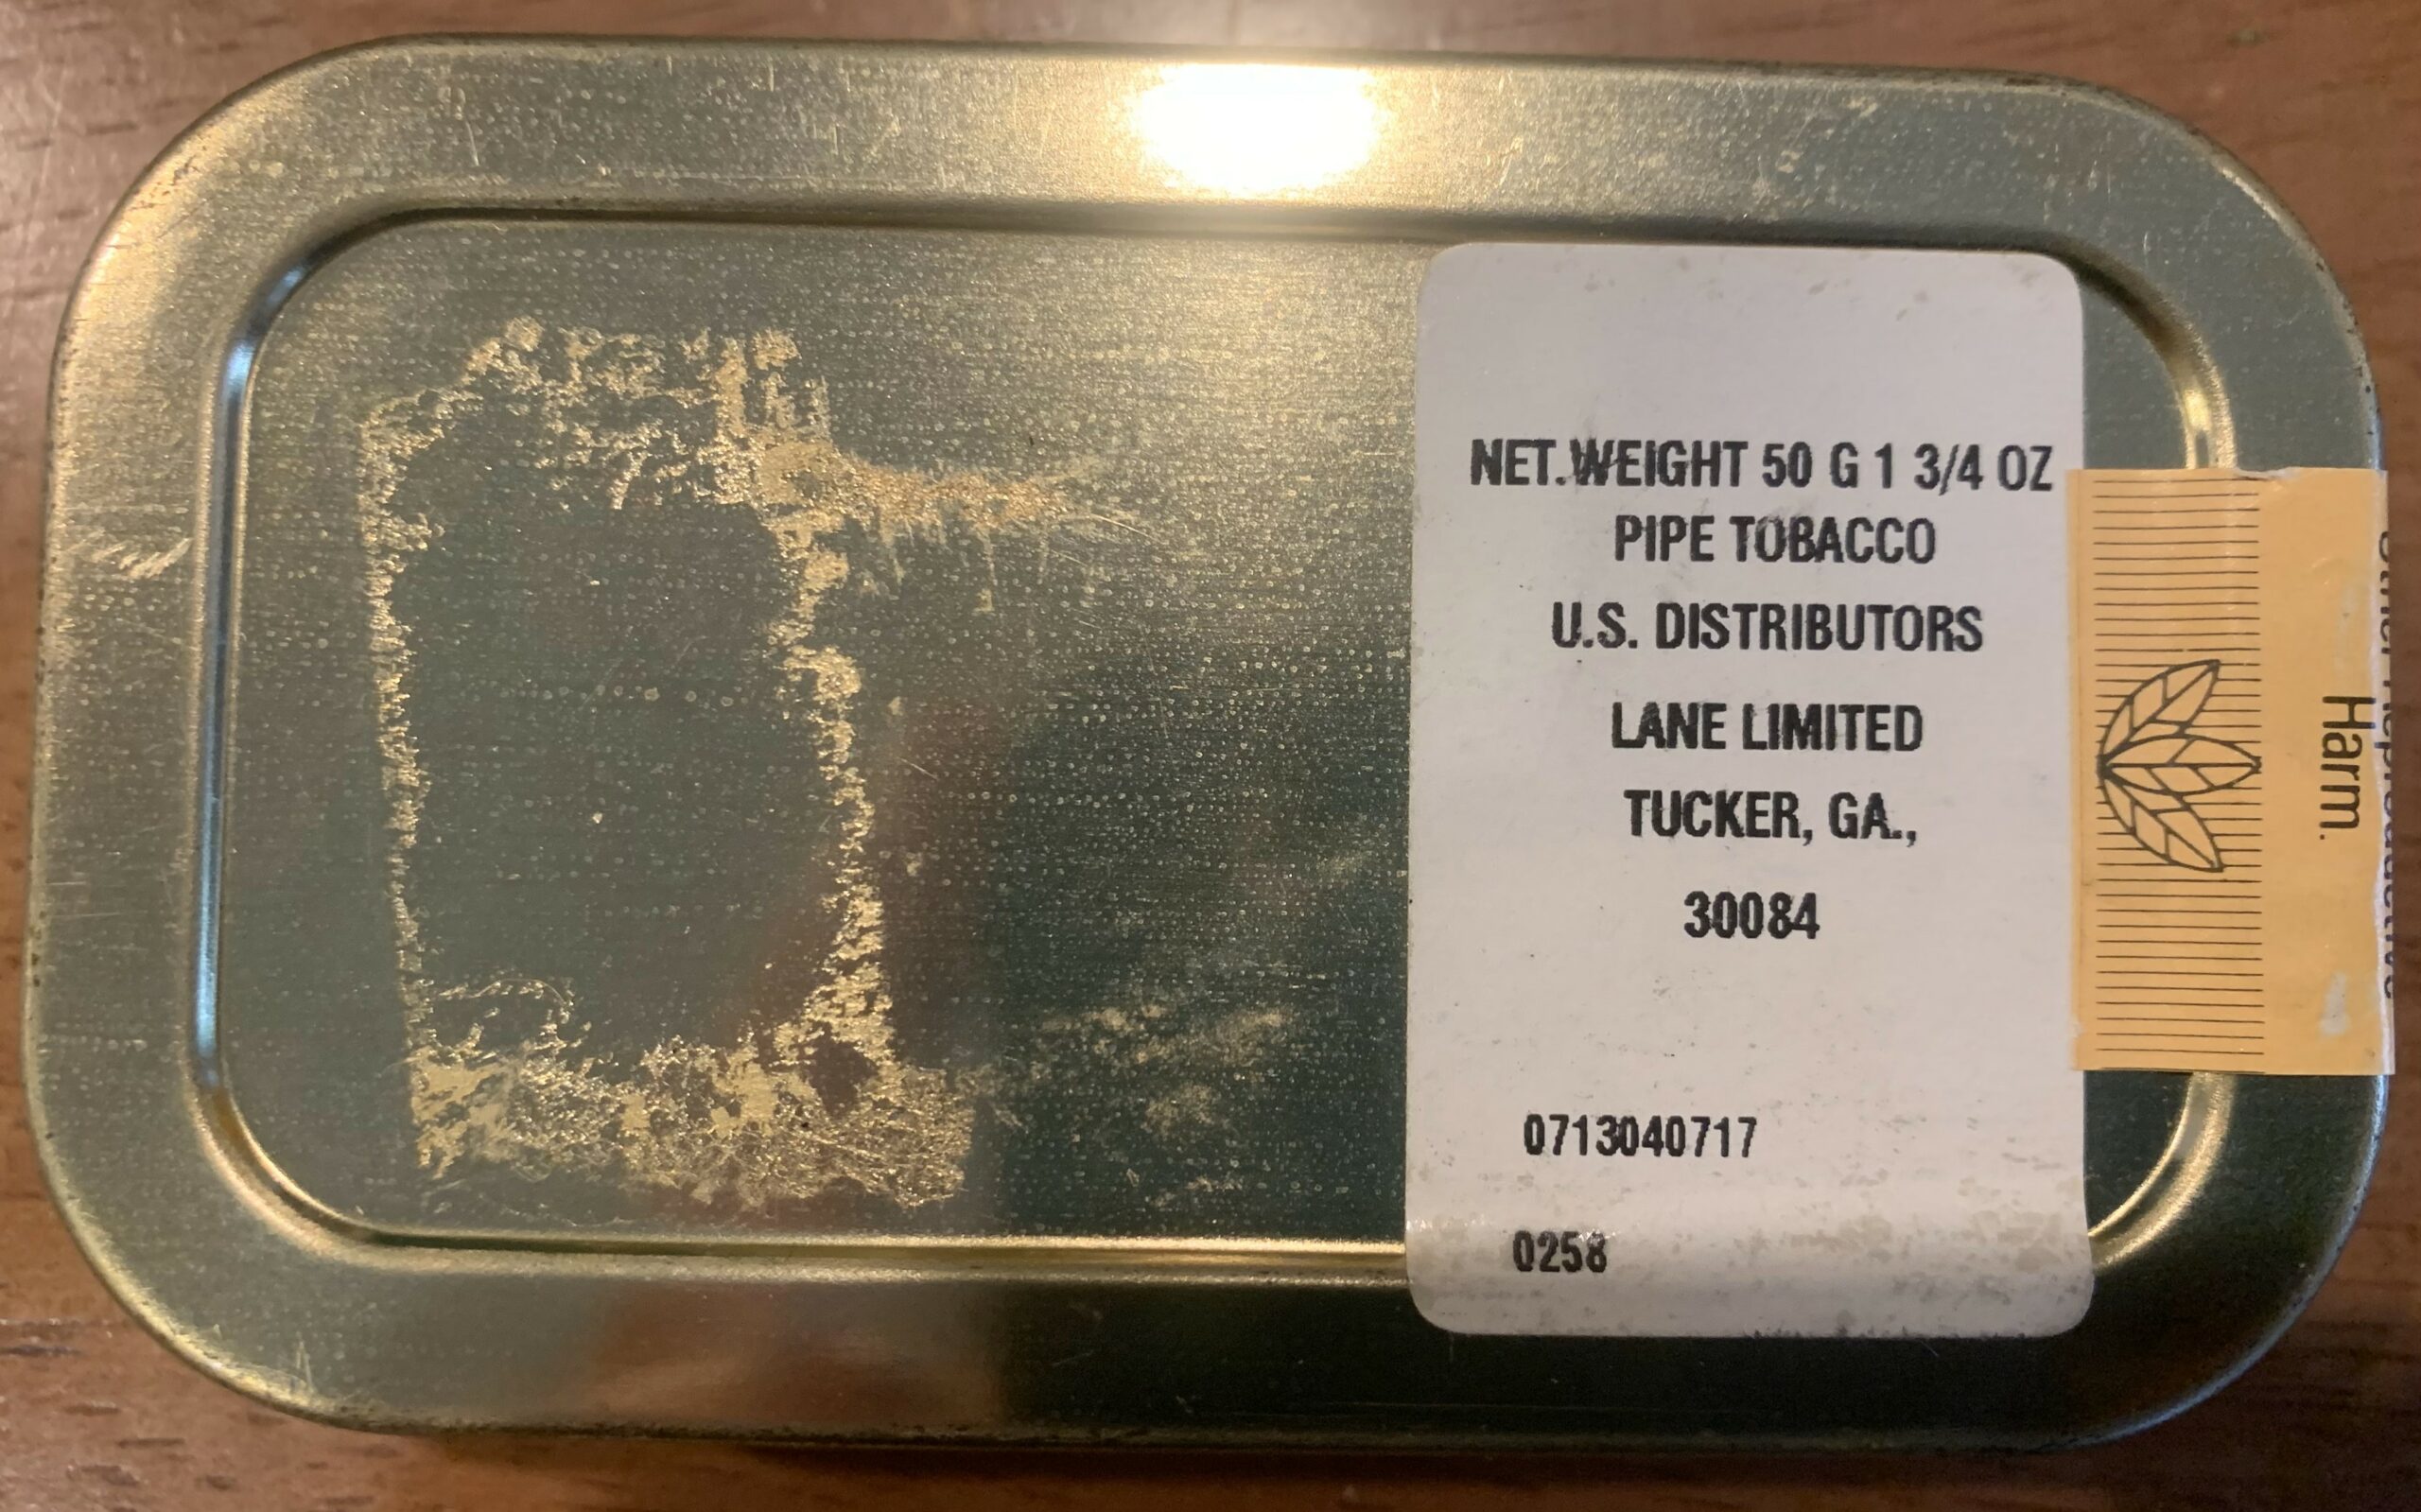 NET.WEIGHT 50 G 1 3/4 OZ
PIPE TOBACCO
U.S. DISTRIBUTORS
LANE LIMITED
TUCKER, GA.,
30084
0713040717
0258
Harm.